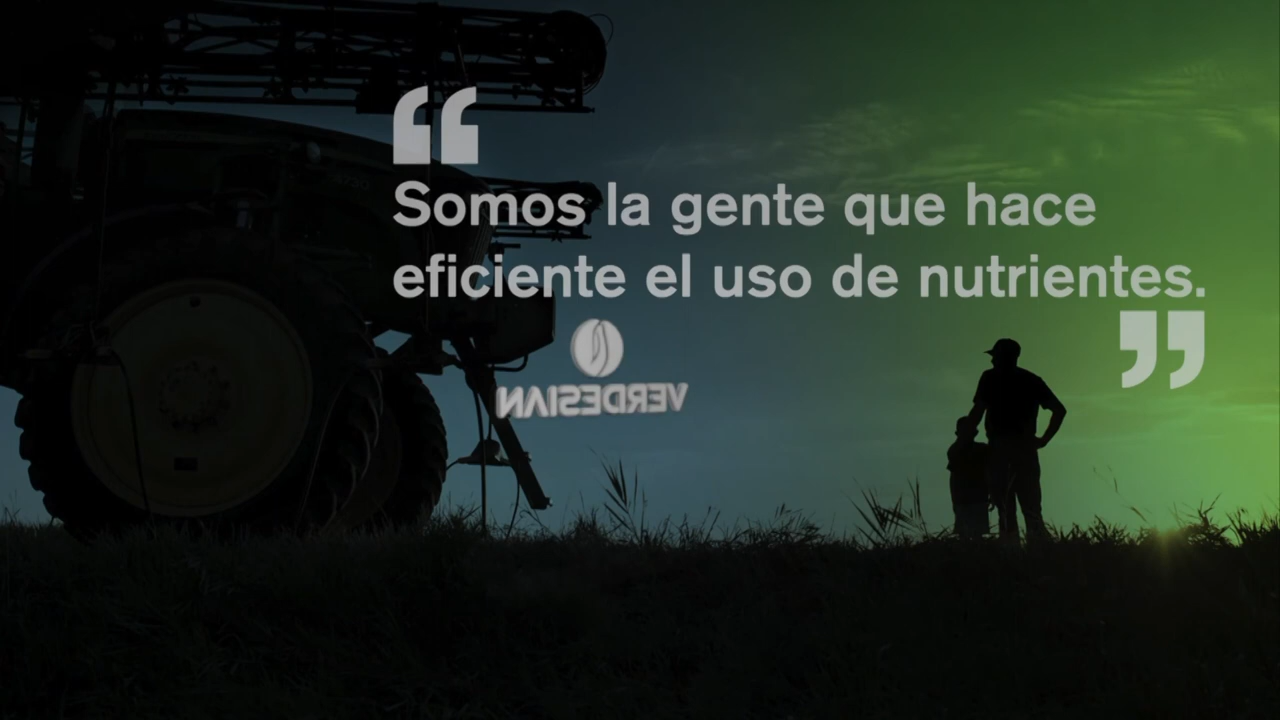 “
Somos la gente que hace
eficiente el uso de nutrientes.
”
VERDESIAN